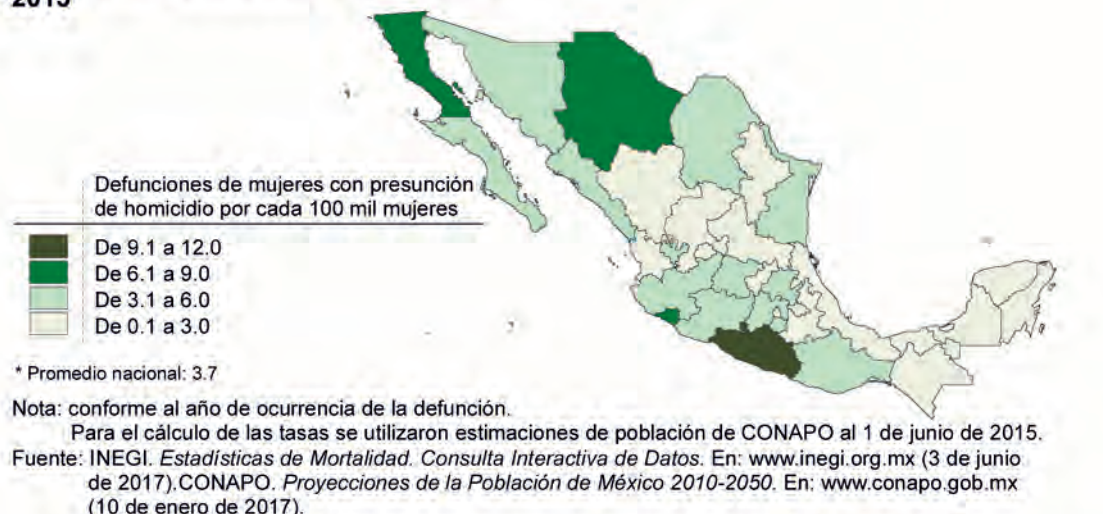 2015
Defunciones de mujeres con presunción
de homicidio por cada 100 mil mujeres
De 9.1 a 12.0
De 6.1 a 9.0
De 3.1 a 6.0
De 0.1 a 3.0
* Promedio nacional: 3.7
Nota: conforme al año de ocurrencia de la defunción.
Para el cálculo de las tasas se utilizaron estimaciones de población de CONAPO al 1 de junio de 2015.
Fuente: INEGI. Estadísticas de Mortalidad. Consulta Interactiva de Datos. En: www.inegi.org.mx (3 de junio
de 2017).CONAPO. Proyecciones de la Población de México 2010-2050. En: www.conapo.gob.mx
(10 de enero de 2017).